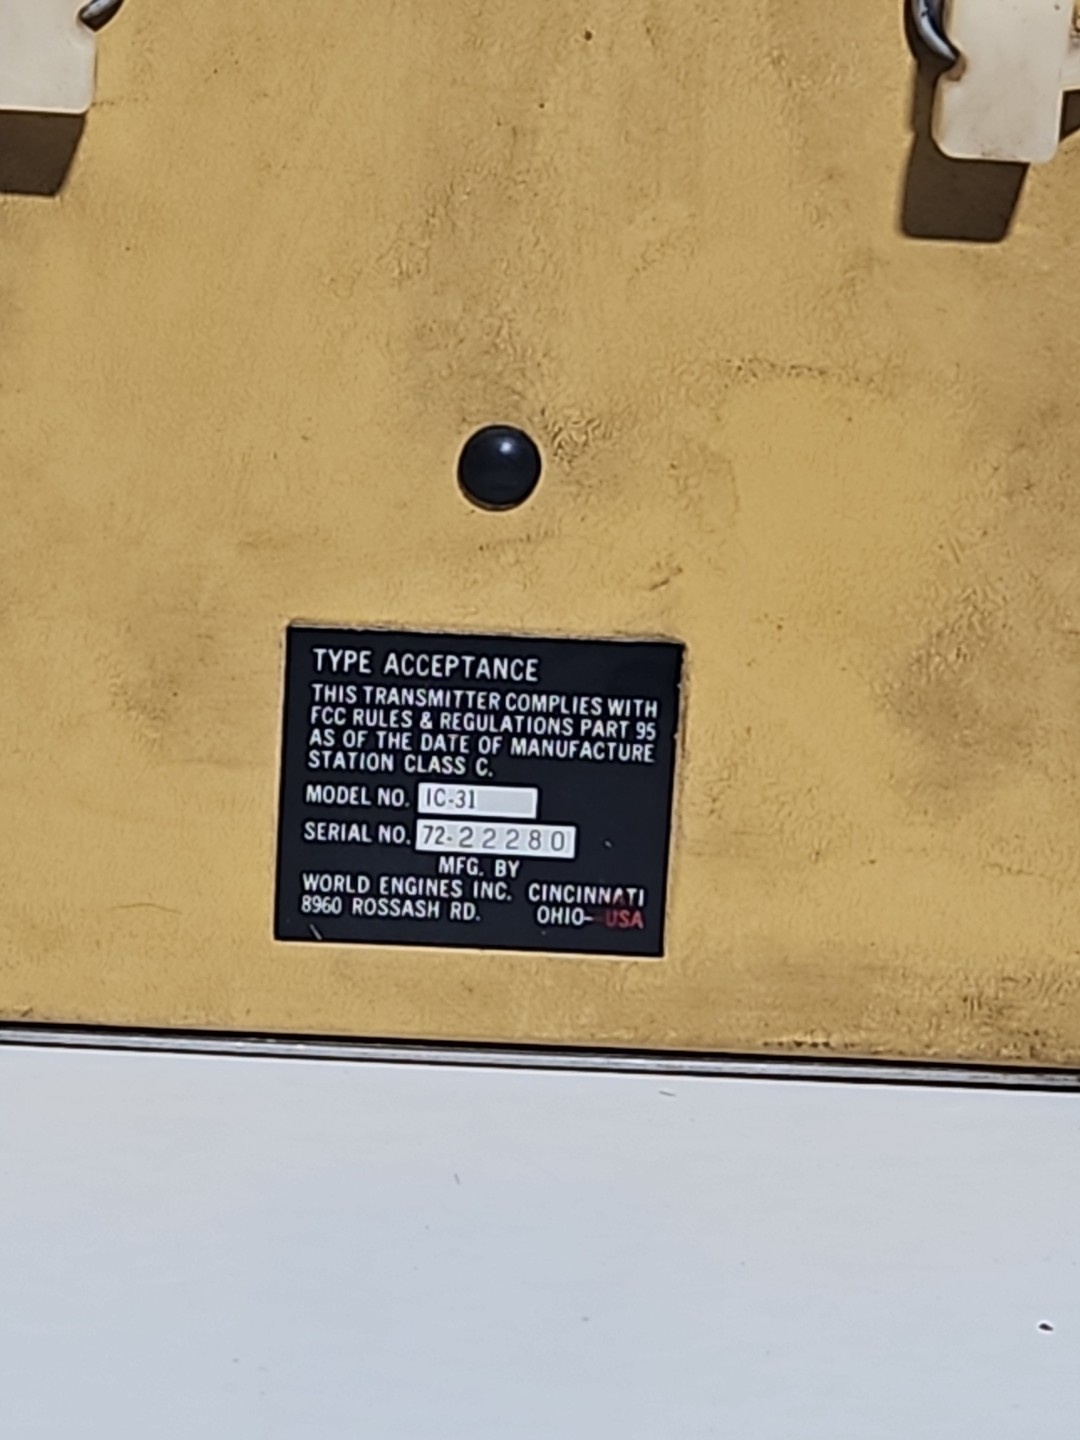 TYPE ACCEPTANCE
THIS TRANSMITTER COMPLIES WITH
FCC RULES & REGULATIONS PART 95
AS OF THE DATE OF MANUFACTURE
STATION CLASS C.
MODEL NO. IC-31
SERIAL NO. 72-22280
MFG. BY
WORLD ENGINES INC. CINCINNATI
8960 ROSSASH RD. OHIO- USA